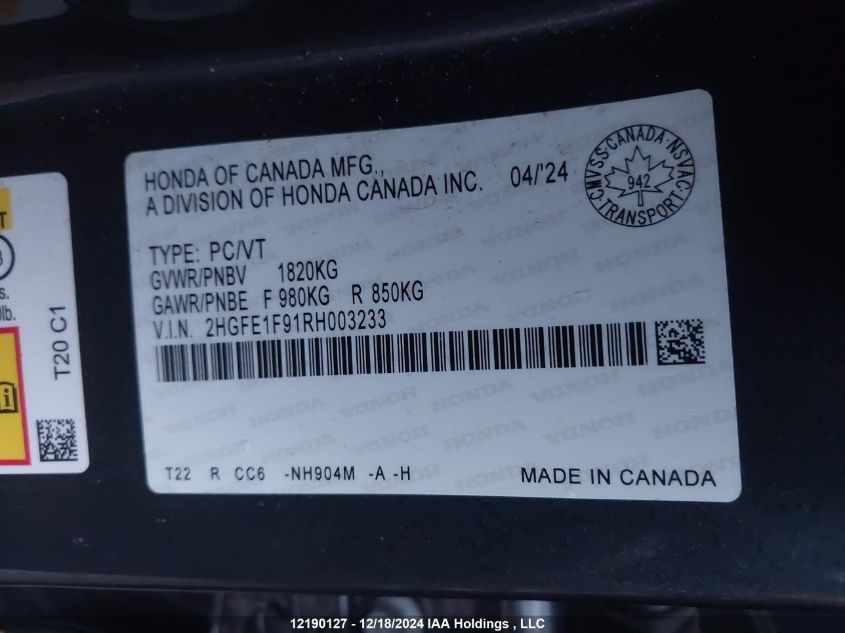 HONDA OF CANADA MFG.,
A DIVISION OF HONDA CANADA INC. 04/'24
CMVSS·CANADA·NSVAC·TRANSPORT
942
TYPE: PC/VT
GVWR/PNBV 1820KG
GAWR/PNBE F 980KG R 850KG
V.I.N. 2HGFE1F91RH003233
T22 R CC6 -NH904M -A -H MADE IN CANADA
T20 C1
12190127 - 12/18/2024 IAA Holdings , LLC